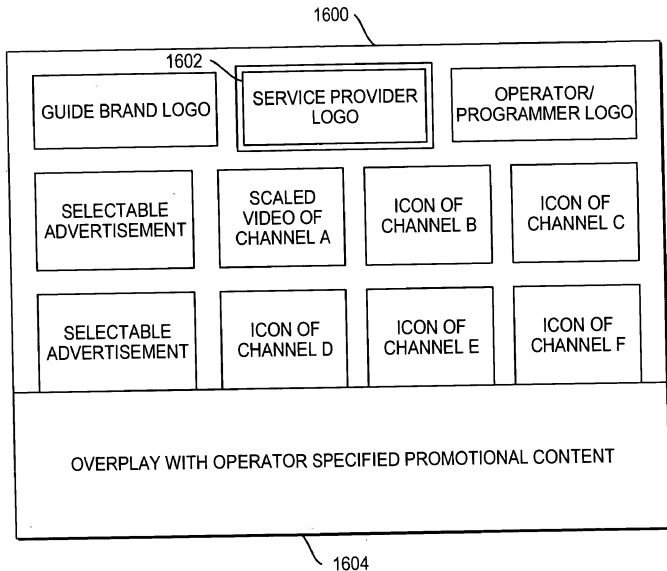 1600
1602
GUIDE BRAND LOGO
SERVICE PROVIDER
LOGO
OPERATOR/
PROGRAMMER LOGO
SELECTABLE
ADVERTISEMENT
SCALED
VIDEO OF
CHANNEL A
ICON OF
CHANNEL B
ICON OF
CHANNEL C
SELECTABLE
ADVERTISEMENT
ICON OF
CHANNEL D
ICON OF
CHANNEL E
ICON OF
CHANNEL F
OVERPLAY WITH OPERATOR SPECIFIED PROMOTIONAL CONTENT
1604